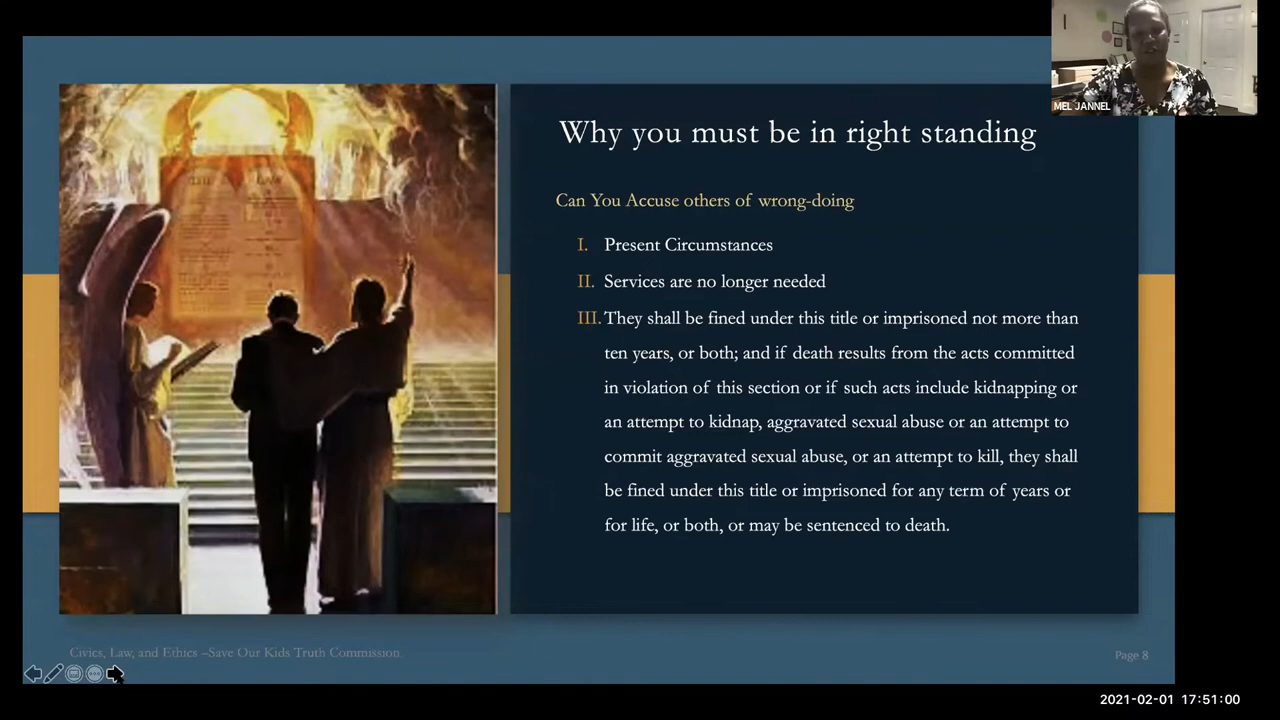 MEL JANNEL
Why you must be in right standing
Can You Accuse others of wrong-doing
I. Present Circumstances
II. Services are no longer needed
III. They shall be fined under this title or imprisoned not more than
ten years, or both; and if death results from the acts committed
in violation of this section or if such acts include kidnapping or
an attempt to kidnap, aggravated sexual abuse or an attempt to
commit aggravated sexual abuse, or an attempt to kill, they shall
be fined under this title or imprisoned for any term of years or
for life, or both, or may be sentenced to death.
Civics, Law, and Ethics –Save Our Kids Truth Commission
Page 8
2021-02-01 17:51:00